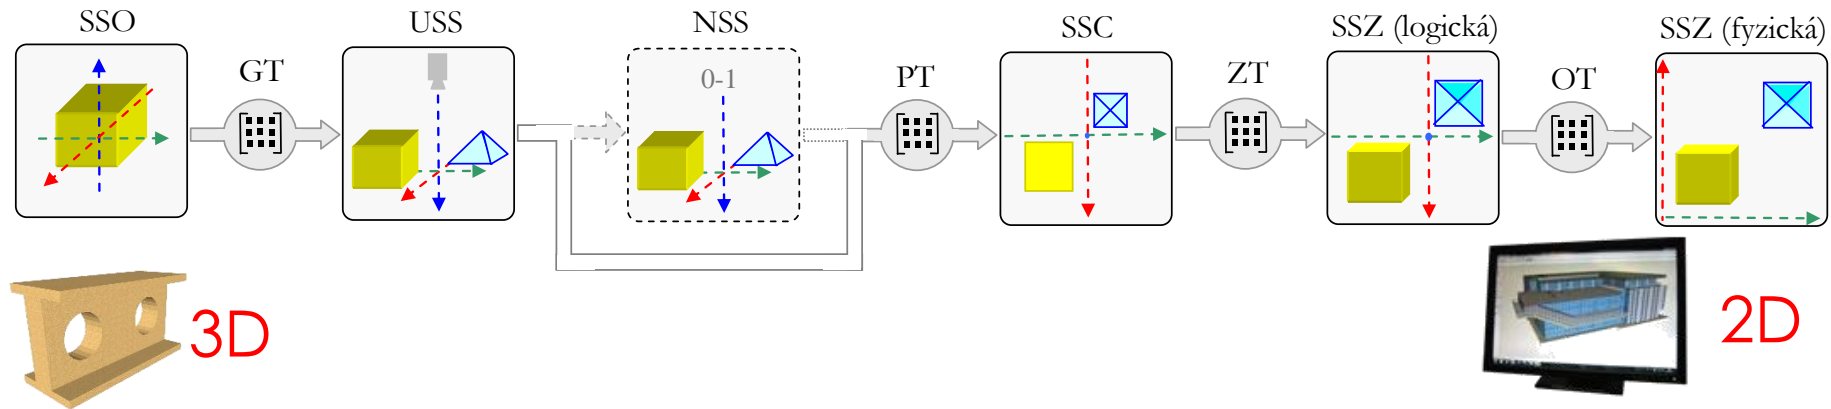 SSO
USS
NSS
SSC
SSZ (logická)
SSZ (fyzická)
GT
0-1
PT
ZT
OT
3D
2D